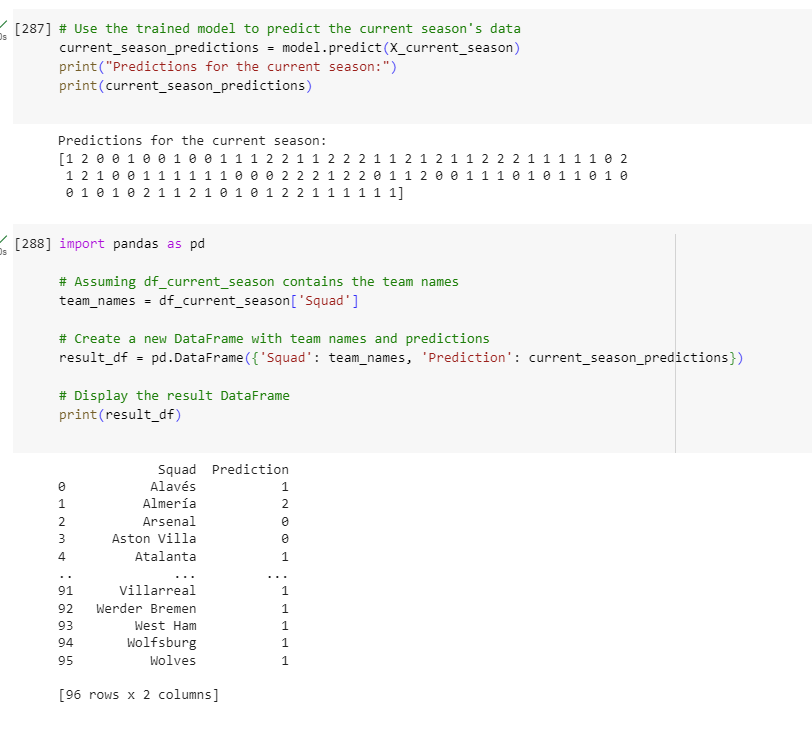 [287] # Use the trained model to predict the current season's data
current_season_predictions = model.predict(X_current_season)
print("Predictions for the current season:")
print(current_season_predictions)
0s
Predictions for the current season:
[1 2 0 0 1 0 0 1 0 0 1 1 1 2 2 1 1 2 2 2 1 1 2 1 2 1 1 2 2 2 1 1 1 1 1 0 2
1 2 1 0 0 1 1 1 1 1 1 0 0 0 2 2 2 1 2 2 0 1 1 2 0 0 1 1 1 0 1 0 1 1 0 1 0
0 1 0 1 0 2 1 1 2 1 0 1 0 1 2 2 1 1 1 1 1 1]
[288] import pandas as pd
0s
# Assuming df_current_season contains the team names
team_names = df_current_season['Squad']
# Create a new DataFrame with team names and predictions
result_df = pd.DataFrame({'Squad': team_names, 'Prediction': current_season_predictions})
# Display the result DataFrame
print(result_df)
Squad Prediction
0 Alavés 1
1 Almería 2
2 Arsenal 0
3 Aston Villa 0
4 Atalanta 1
.. ... ...
91 Villarreal 1
92 Werder Bremen 1
93 West Ham 1
94 Wolfsburg 1
95 Wolves 1
[96 rows x 2 columns]